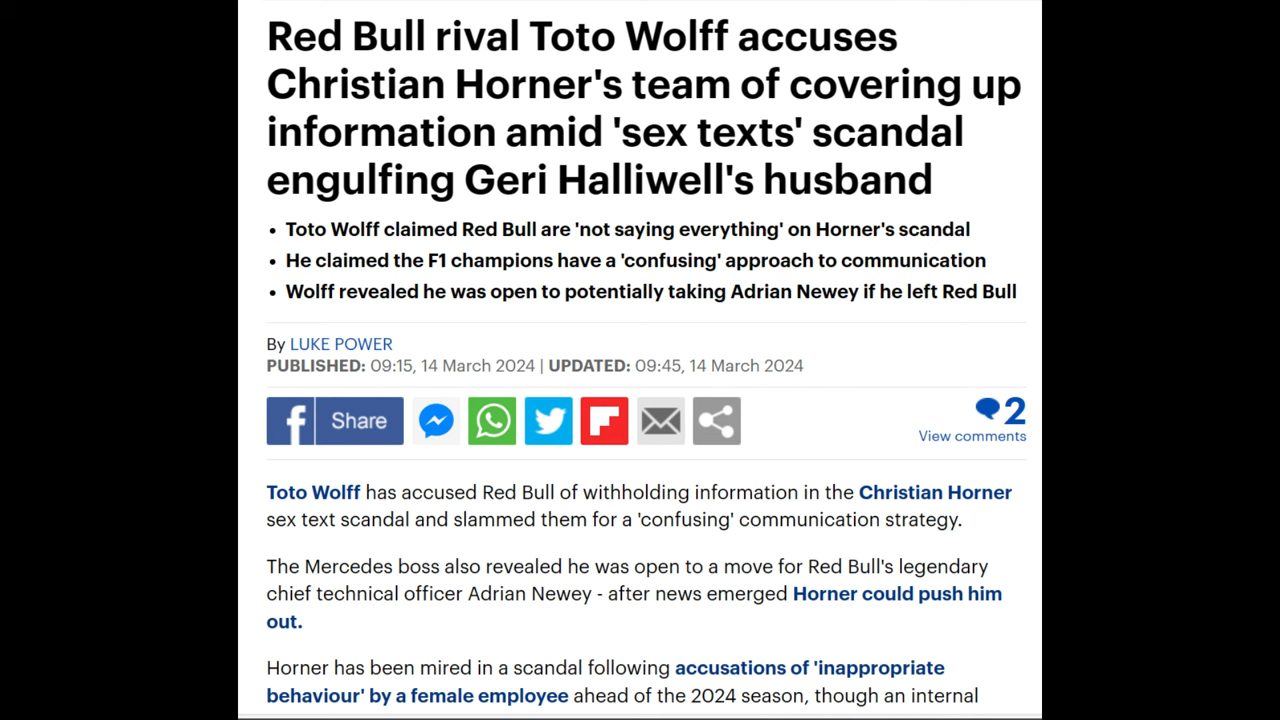 Red Bull rival Toto Wolff accuses
Christian Horner's team of covering up
information amid 'sex texts' scandal
engulfing Geri Halliwell's husband
• Toto Wolff claimed Red Bull are 'not saying everything' on Horner's scandal
• He claimed the F1 champions have a 'confusing' approach to communication
• Wolff revealed he was open to potentially taking Adrian Newey if he left Red Bull
By LUKE POWER
PUBLISHED: 09:15, 14 March 2024 | UPDATED: 09:45, 14 March 2024
f Share
2
View comments
Toto Wolff has accused Red Bull of withholding information in the Christian Horner
sex text scandal and slammed them for a 'confusing' communication strategy.
The Mercedes boss also revealed he was open to a move for Red Bull's legendary
chief technical officer Adrian Newey - after news emerged Horner could push him
out.
Horner has been mired in a scandal following accusations of 'inappropriate
behaviour' by a female employee ahead of the 2024 season, though an internal